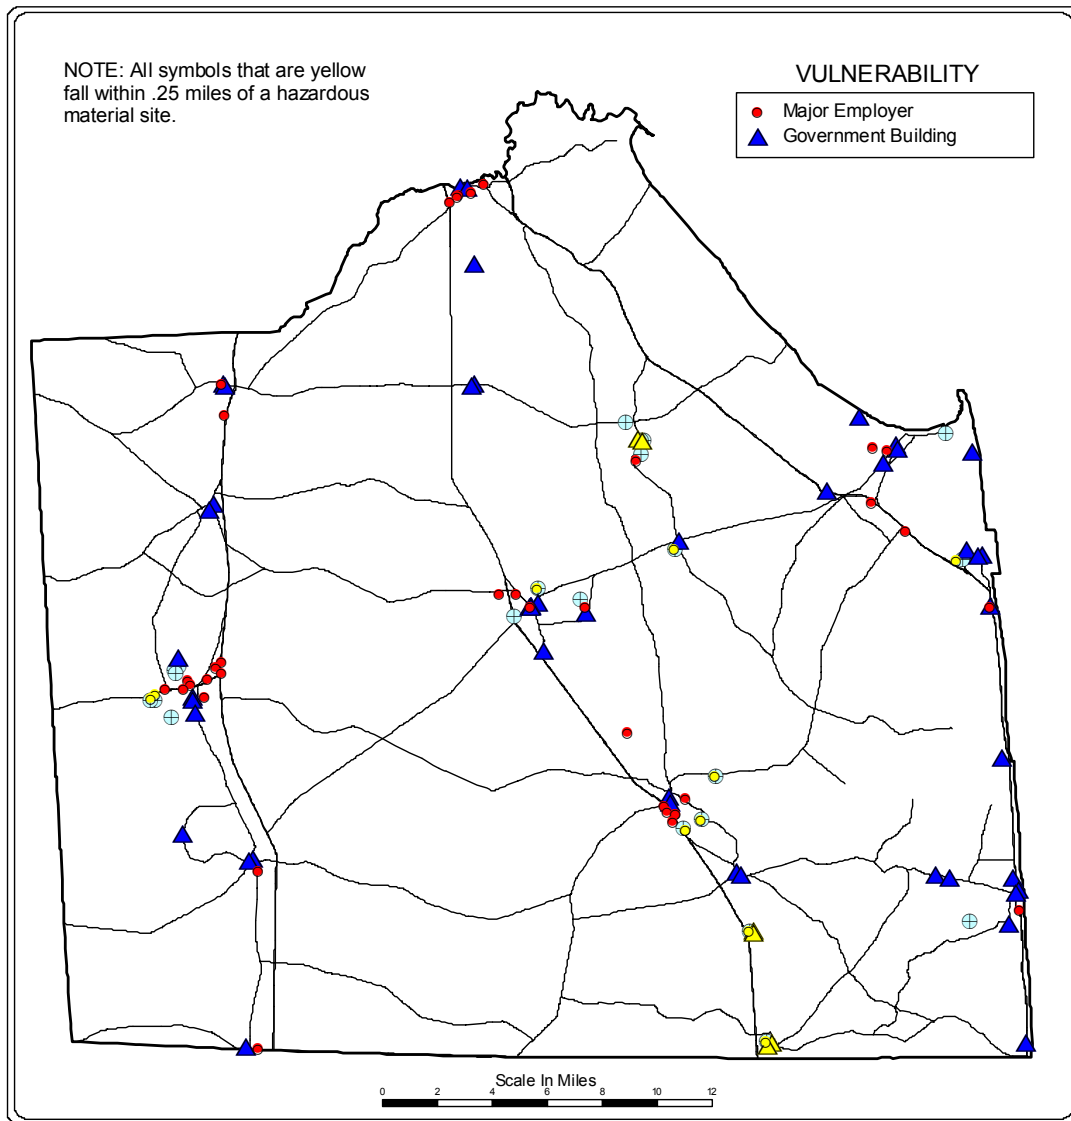 NOTE: All symbols that are yellow
fall within .25 miles of a hazardous
material site.
VULNERABILITY
Major Employer
Government Building
Scale In Miles
0 2 4 6 8 10 12